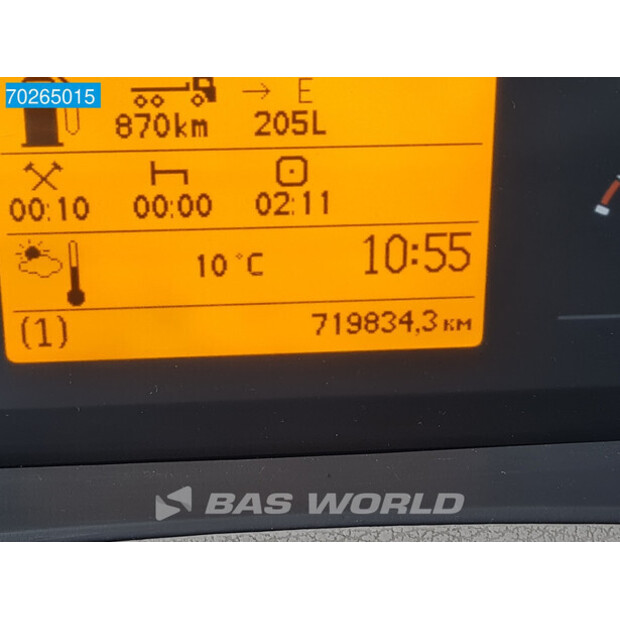 70265015
→ E
870km 205L
00:10 00:00 02:11
10°C 10:55
(1) 719834,3 км
BAS WORLD